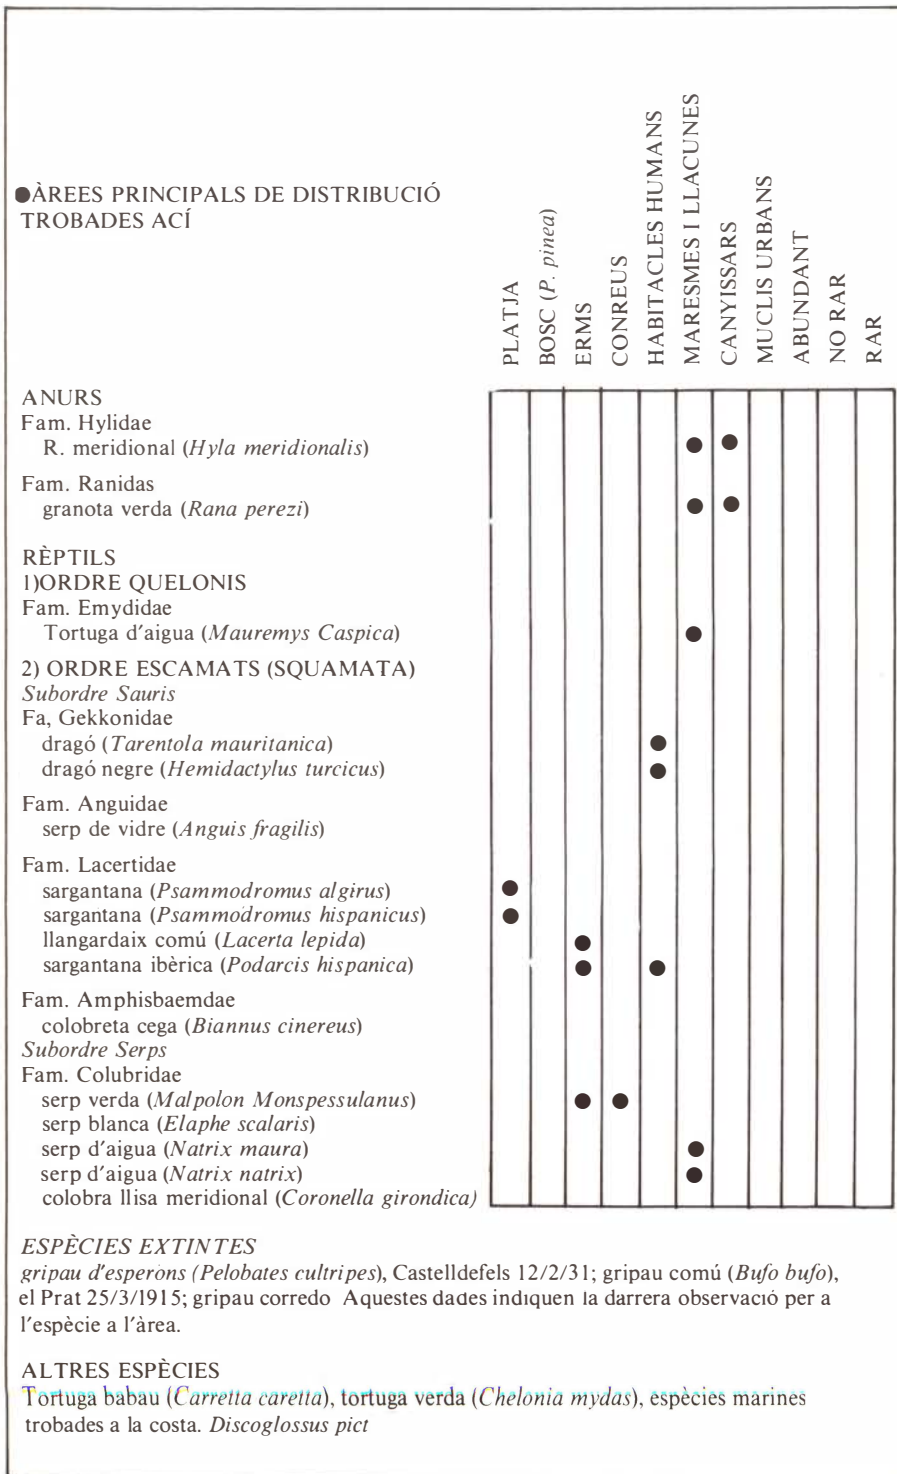 ●ÀREES PRINCIPALS DE DISTRIBUCIÓ
TROBADES ACÍ
PLATJA
BOSC (P. pinea)
ERMS
CONREUS
HABITACLES HUMANS
MARESMES I LLACUNES
CANYISSARS
MUCLIS URBANS
ABUNDANT
NO RAR
RAR
ANURS
Fam. Hylidae
R. meridional (Hyla meridionalis)
Fam. Ranidas
granota verda (Rana perezi)
RÈPTILS
1)ORDRE QUELONIS
Fam. Emydidae
Tortuga d'aigua (Mauremys Caspica)
2) ORDRE ESCAMATS (SQUAMATA)
Subordre Sauris
Fa, Gekkonidae
dragó (Tarentola mauritanica)
dragó negre (Hemidactylus turcicus)
Fam. Anguidae
serp de vidre (Anguis fragilis)
Fam. Lacertidae
sargantana (Psammodromus algirus)
sargantana (Psammodromus hispanicus)
llangardaix comú (Lacerta lepida)
sargantana ibèrica (Podarcis hispanica)
Fam. Amphisbaemdae
colobreta cega (Biannus cinereus)
Subordre Serps
Fam. Colubridae
serp verda (Malpolon Monspessulanus)
serp blanca (Elaphe scalaris)
serp d'aigua (Natrix maura)
serp d'aigua (Natrix natrix)
colobra llisa meridional (Coronella girondica)
ESPÈCIES EXTINTES
gripau d'esperons (Pelobates cultripes), Castelldefels 12/2/31; gripau comú (Bufo bufo),
el Prat 25/3/1915; gripau corredo Aquestes dades indiquen la darrera observació per a
l'espècie a l'àrea.
ALTRES ESPÈCIES
Tortuga babau (Carretta caretta), tortuga verda (Chelonia mydas), espècies marines
trobades a la costa. Discoglossus pict